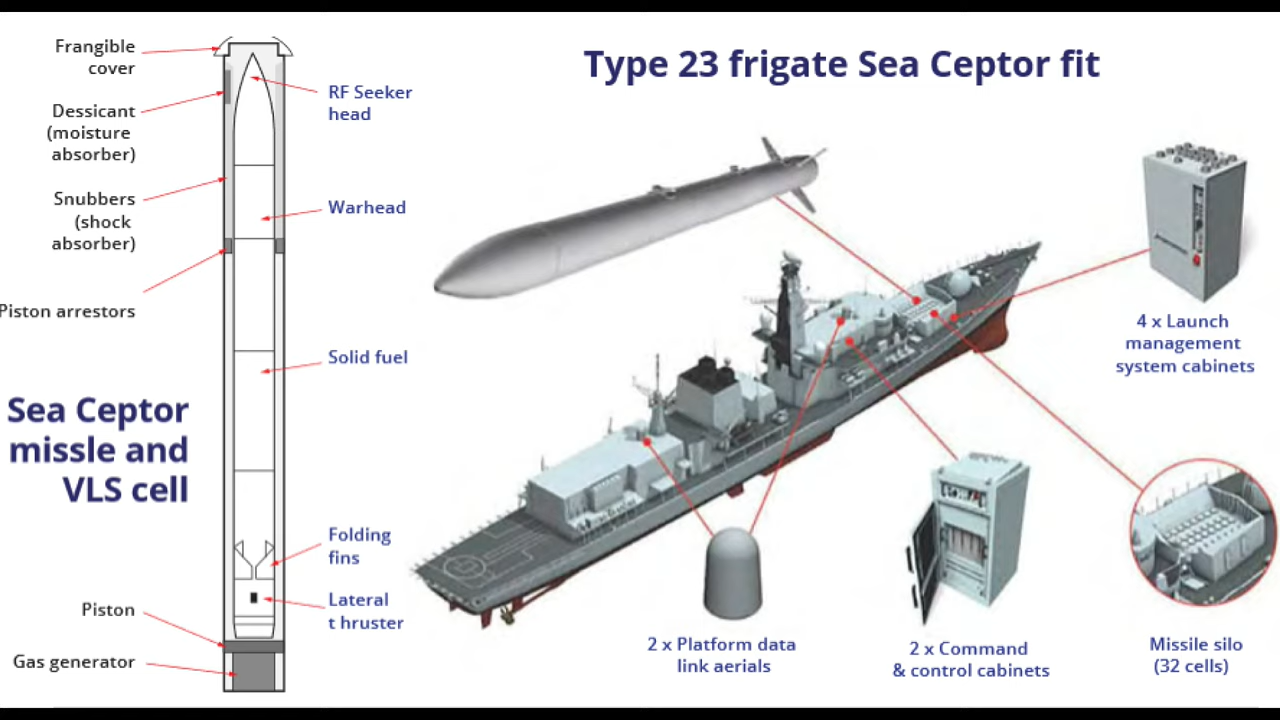 Type 23 frigate Sea Ceptor fit
Frangible
cover
Dessicant
(moisture
absorber)
Snubbers
(shock
absorber)
Piston arrestors
Sea Ceptor
missle and
VLS cell
Piston
Gas generator
RF Seeker
head
Warhead
Solid fuel
Folding
fins
Lateral
t hruster
4 x Launch
management
system cabinets
2 x Platform data
link aerials
2 x Command
& control cabinets
Missile silo
(32 cells)